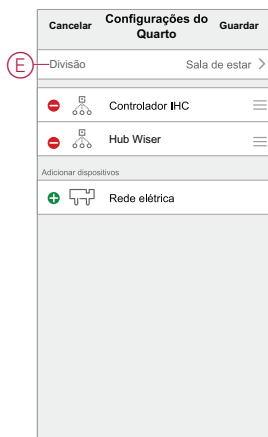 Cancelar Configurações do Quarto Guardar
E Divisão Sala de estar
Controlador IHC
Hub Wiser
Adicionar dispositivos
Rede elétrica